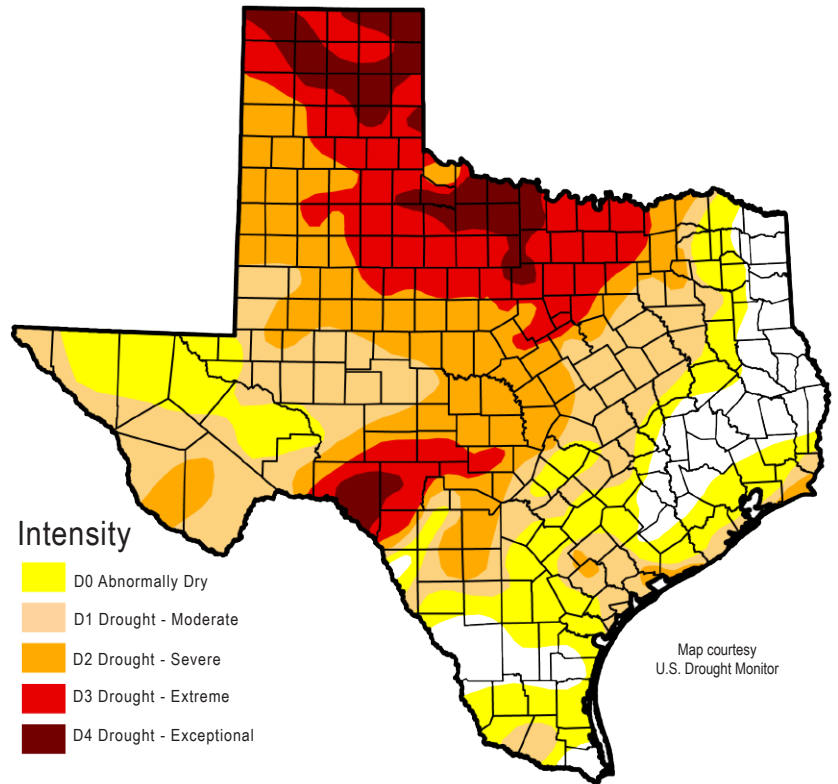 Intensity
D0 Abnormally Dry
D1 Drought - Moderate
D2 Drought - Severe
D3 Drought - Extreme
D4 Drought - Exceptional
Map courtesy
U.S. Drought Monitor